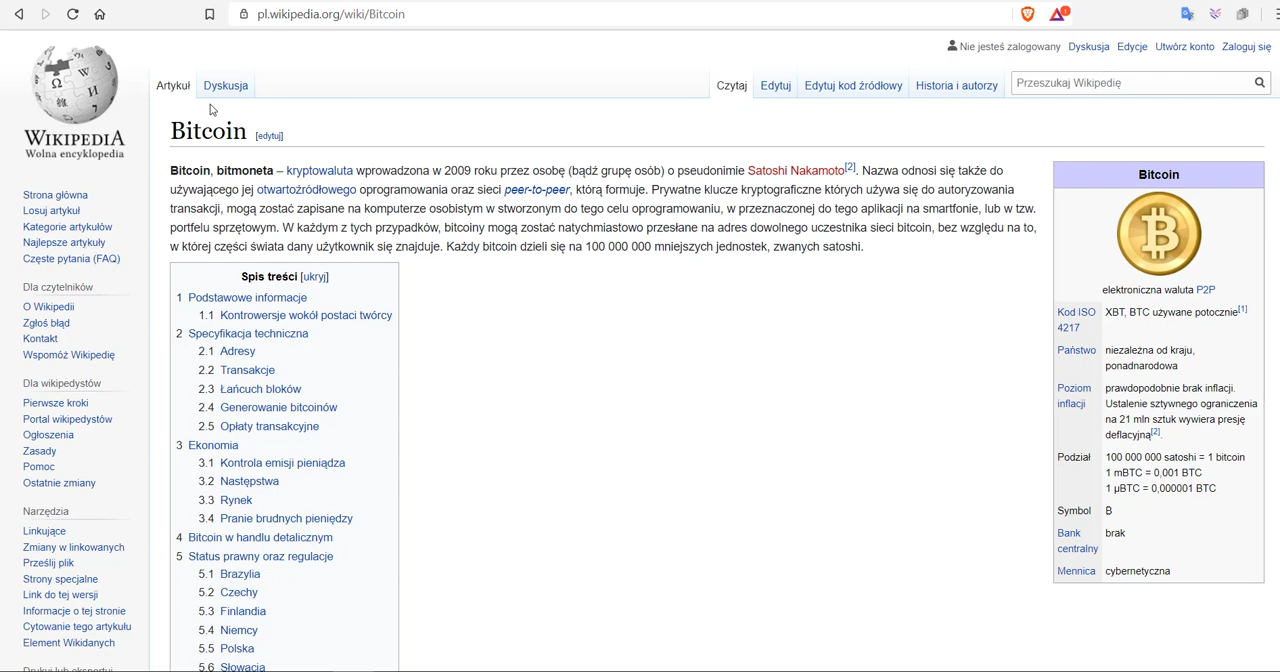 pl.wikipedia.org/wiki/Bitcoin
1
Nie jesteś zalogowany Dyskusja Edycje Utwórz konto Zaloguj się
Artykuł Dyskusja Czytaj Edytuj Edytuj kod źródłowy Historia i autorzy Przeszukaj Wikipedię
WIKIPEDIA
Wolna encyklopedia
Strona główna
Losuj artykuł
Kategorie artykułów
Najlepsze artykuły
Częste pytania (FAQ)
Dla czytelników
O Wikipedii
Zgłoś błąd
Kontakt
Wspomóż Wikipedię
Dla wikipedystów
Pierwsze kroki
Portal wikipedystów
Ogłoszenia
Zasady
Pomoc
Ostatnie zmiany
Narzędzia
Linkujące
Zmiany w linkowanych
Prześlij plik
Strony specjalne
Link do tej wersji
Informacje o tej stronie
Cytowanie tego artykułu
Element Wikidanych
Drukuj lub eksportuj
Bitcoin [edytuj]
Bitcoin, bitmoneta – kryptowaluta wprowadzona w 2009 roku przez osobę (bądź grupę osób) o pseudonimie Satoshi Nakamoto[2]. Nazwa odnosi się także do
używającego jej otwartoźródłowego oprogramowania oraz sieci peer-to-peer, którą formuje. Prywatne klucze kryptograficzne których używa się do autoryzowania
transakcji, mogą zostać zapisane na komputerze osobistym w stworzonym do tego celu oprogramowaniu, w przeznaczonej do tego aplikacji na smartfonie, lub w tzw.
portfelu sprzętowym. W każdym z tych przypadków, bitcoiny mogą zostać natychmiastowo przesłane na adres dowolnego uczestnika sieci bitcoin, bez względu na to,
w której części świata dany użytkownik się znajduje. Każdy bitcoin dzieli się na 100 000 000 mniejszych jednostek, zwanych satoshi.
Spis treści [ukryj]
1 Podstawowe informacje
1.1 Kontrowersje wokół postaci twórcy
2 Specyfikacja techniczna
2.1 Adresy
2.2 Transakcje
2.3 Łańcuch bloków
2.4 Generowanie bitcoinów
2.5 Opłaty transakcyjne
3 Ekonomia
3.1 Kontrola emisji pieniądza
3.2 Następstwa
3.3 Rynek
3.4 Pranie brudnych pieniędzy
4 Bitcoin w handlu detalicznym
5 Status prawny oraz regulacje
5.1 Brazylia
5.2 Czechy
5.3 Finlandia
5.4 Niemcy
5.5 Polska
5.6 Słowacja
Bitcoin
elektroniczna waluta P2P
Kod ISO XBT, BTC używane potocznie[1]
4217
Państwo niezależna od kraju,
ponadnarodowa
Poziom prawdopodobnie brak inflacji.
inflacji Ustalenie sztywnego ograniczenia
na 21 mln sztuk wywiera presję
deflacyjną[2].
Podział 100 000 000 satoshi = 1 bitcoin
1 mBTC = 0,001 BTC
1 µBTC = 0,000001 BTC
Symbol B
Bank brak
centralny
Mennica cybernetyczna